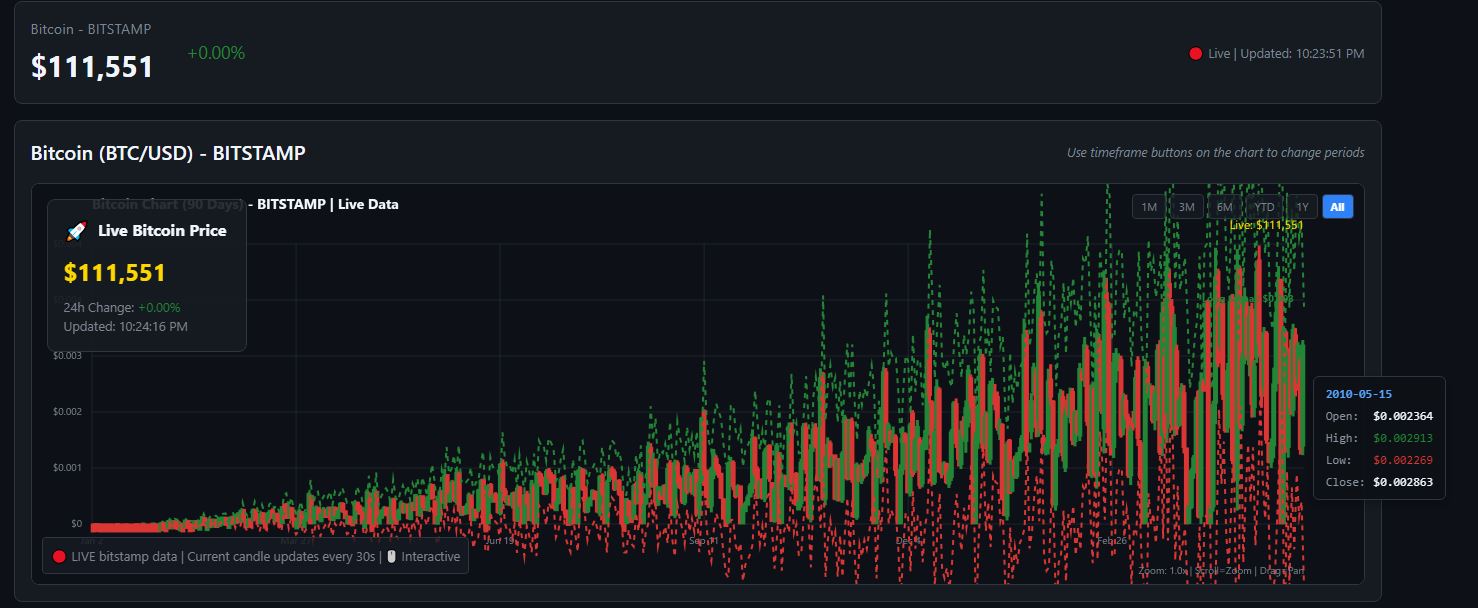 Bitcoin - BITSTAMP
$111,551 +0.00%
Live | Updated: 10:23:51 PM
Bitcoin (BTC/USD) - BITSTAMP
Use timeframe buttons on the chart to change periods
Bitcoin Chart (90 Days) - BITSTAMP | Live Data
1M 3M 6M YTD 1Y All
Live: $111,551
Live Bitcoin Price
$111,551
24h Change: +0.00%
Updated: 10:24:16 PM
$0.003
$0.002
$0.001
$0
2010-05-15
Open: $0.002364
High: $0.002913
Low: $0.002269
Close: $0.002863
Jan 2 Mar 27 Jun 19 Sep 11 Dec 4 Feb 26
LIVE bitstamp data | Current candle updates every 30s | Interactive
Zoom: 1.0x | Scroll=Zoom | Drag=Pan